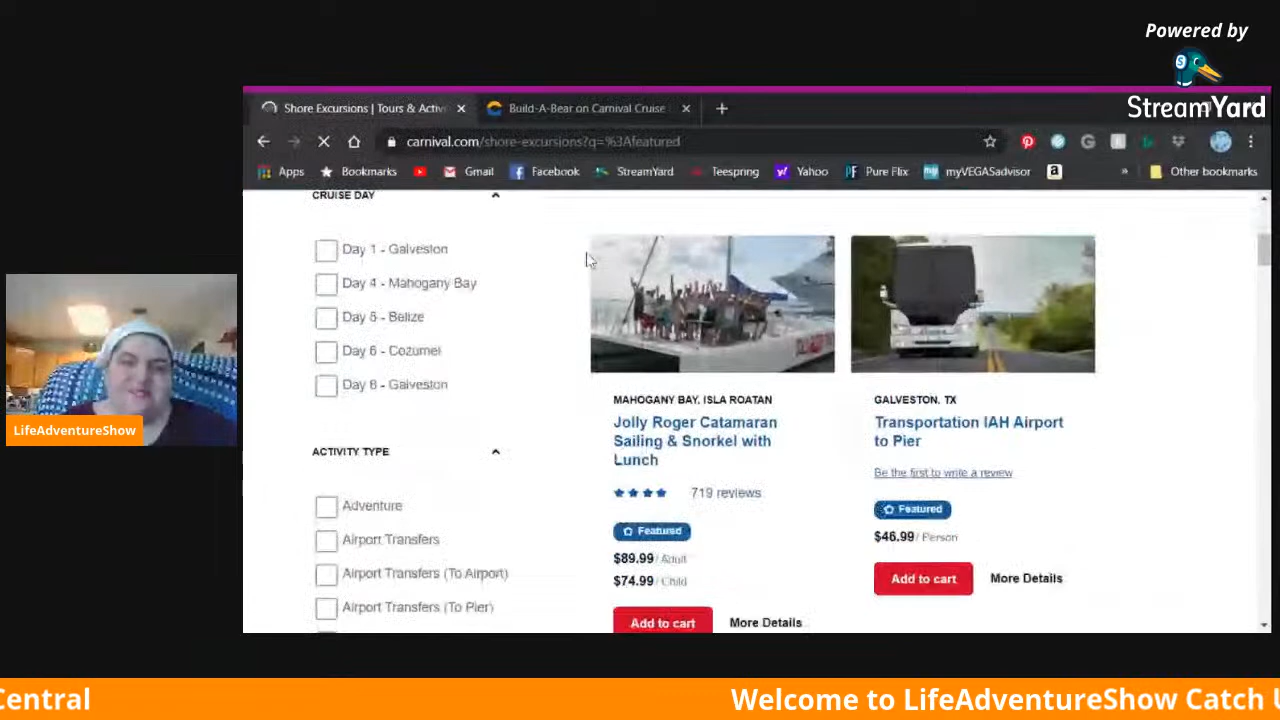 Powered by
StreamYard
Shore Excursions | Tours & Activ
Build-A-Bear on Carnival Cruise
carnival.com/shore-excursions?q=%3Afeatured
Apps
Bookmarks
Gmail
Facebook
StreamYard
Teespring
Yahoo
Pure Flix
myVEGASadvisor
Other bookmarks
CRUISE DAY
Day 1 - Galveston
Day 4 - Mahogany Bay
Day 5 - Belize
Day 6 - Cozumel
Day 8 - Galveston
ACTIVITY TYPE
Adventure
Airport Transfers
Airport Transfers (To Airport)
Airport Transfers (To Pier)
MAHOGANY BAY, ISLA ROATAN
Jolly Roger Catamaran
Sailing & Snorkel with
Lunch
719 reviews
Featured
$89.99 / Adult
$74.99 / Child
Add to cart
More Details
GALVESTON, TX
Transportation IAH Airport
to Pier
Be the first to write a review
Featured
$46.99 / Person
Add to cart
More Details
LifeAdventureShow
Central
Welcome to LifeAdventureShow Catch